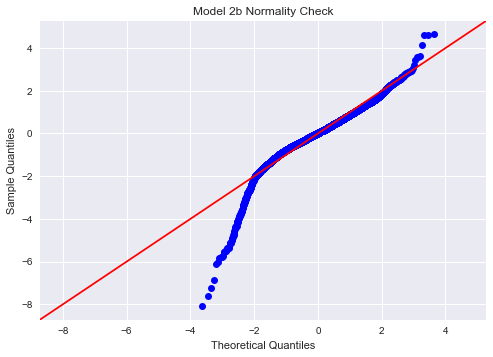 Model 2b Normality Check
Sample Quantiles
4
2
0
−2
−4
−6
−8
−8 −6 −4 −2 0 2 4
Theoretical Quantiles